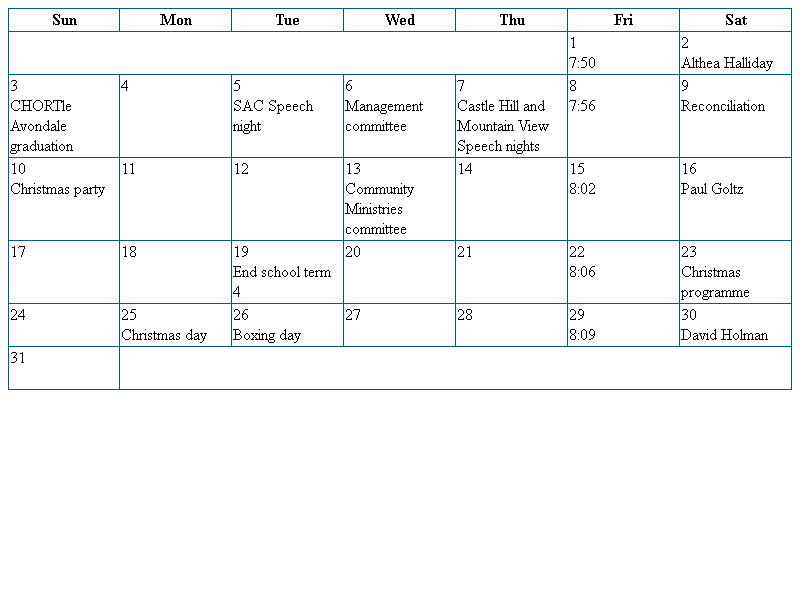 Sun Mon Tue Wed Thu Fri Sat
1
7:50
2
Althea Halliday
3
CHORTle
Avondale
graduation
4
5
SAC Speech
night
6
Management
committee
7
Castle Hill and
Mountain View
Speech nights
8
7:56
9
Reconciliation
10
Christmas party
11
12
13
Community
Ministries
committee
14
15
8:02
16
Paul Goltz
17
18
19
End school term
4
20
21
22
8:06
23
Christmas
programme
24
25
Christmas day
26
Boxing day
27
28
29
8:09
30
David Holman
31